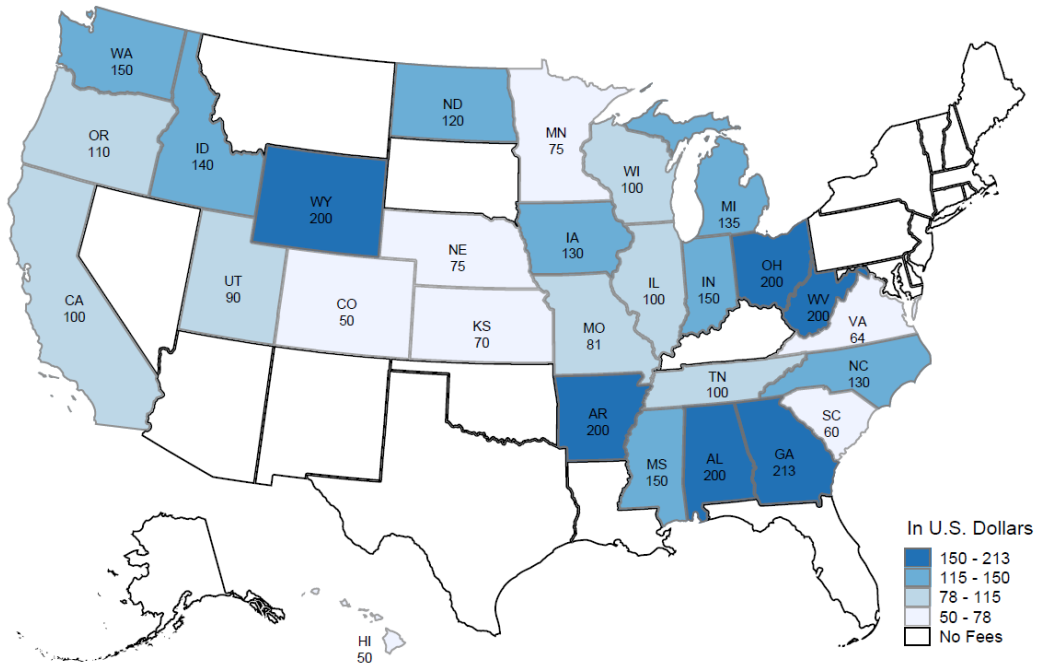 WA
150
ND
120
OR
110
ID
140
MN
75
WI
100
MI
135
WY
200
IA
130
NE
75
OH
200
IL
100
IN
150
WV
200
UT
90
CA
100
CO
50
KS
70
MO
81
VA
64
NC
130
TN
100
SC
60
AR
200
MS
150
AL
200
GA
213
HI
50
In U.S. Dollars
150 - 213
115 - 150
78 - 115
50 - 78
No Fees